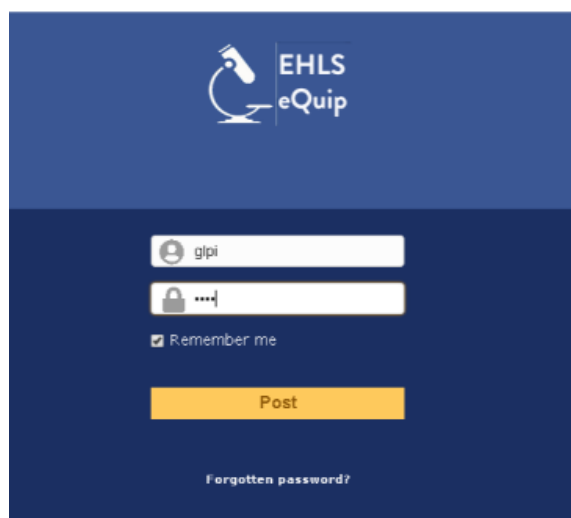 EHLS
eQuip
glpi
••••
Remember me
Post
Forgotten password?